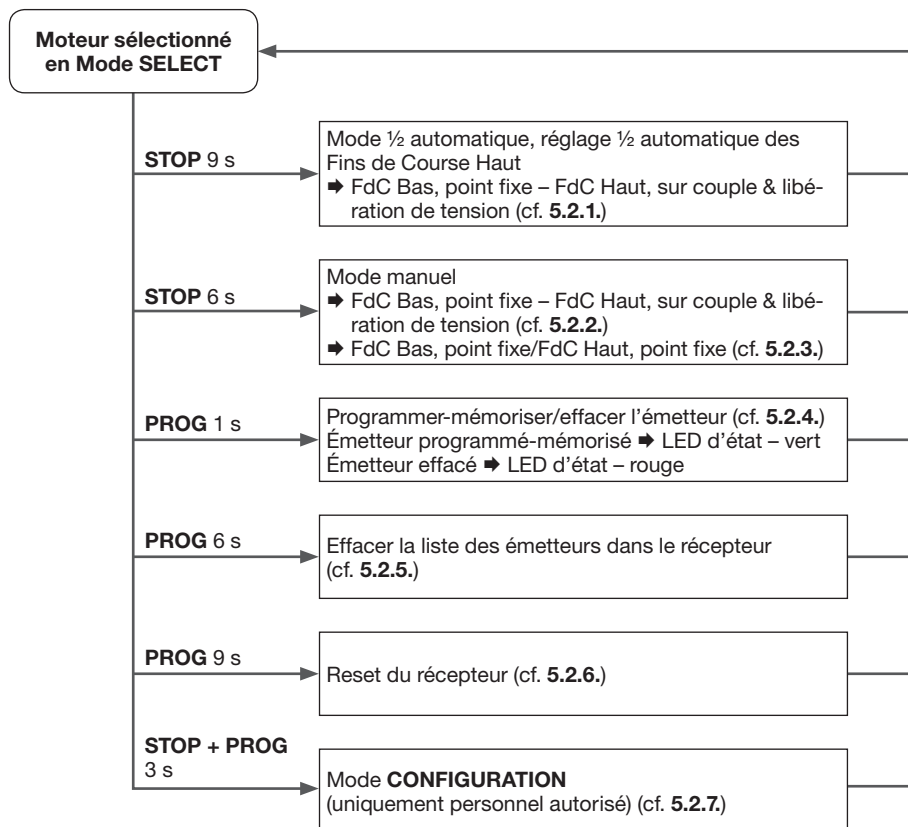 Moteur sélectionné
en Mode SELECT
STOP 9 s
Mode ½ automatique, réglage ½ automatique des
Fins de Course Haut
➡ FdC Bas, point fixe – FdC Haut, sur couple & libé-
ration de tension (cf. 5.2.1.)
STOP 6 s
Mode manuel
➡ FdC Bas, point fixe – FdC Haut, sur couple & libé-
ration de tension (cf. 5.2.2.)
➡ FdC Bas, point fixe/FdC Haut, point fixe (cf. 5.2.3.)
PROG 1 s
Programmer-mémoriser/effacer l’émetteur (cf. 5.2.4.)
Émetteur programmé-mémorisé ➡ LED d’état – vert
Émetteur effacé ➡ LED d’état – rouge
PROG 6 s
Effacer la liste des émetteurs dans le récepteur
(cf. 5.2.5.)
PROG 9 s
Reset du récepteur (cf. 5.2.6.)
STOP + PROG
3 s
Mode CONFIGURATION
(uniquement personnel autorisé) (cf. 5.2.7.)